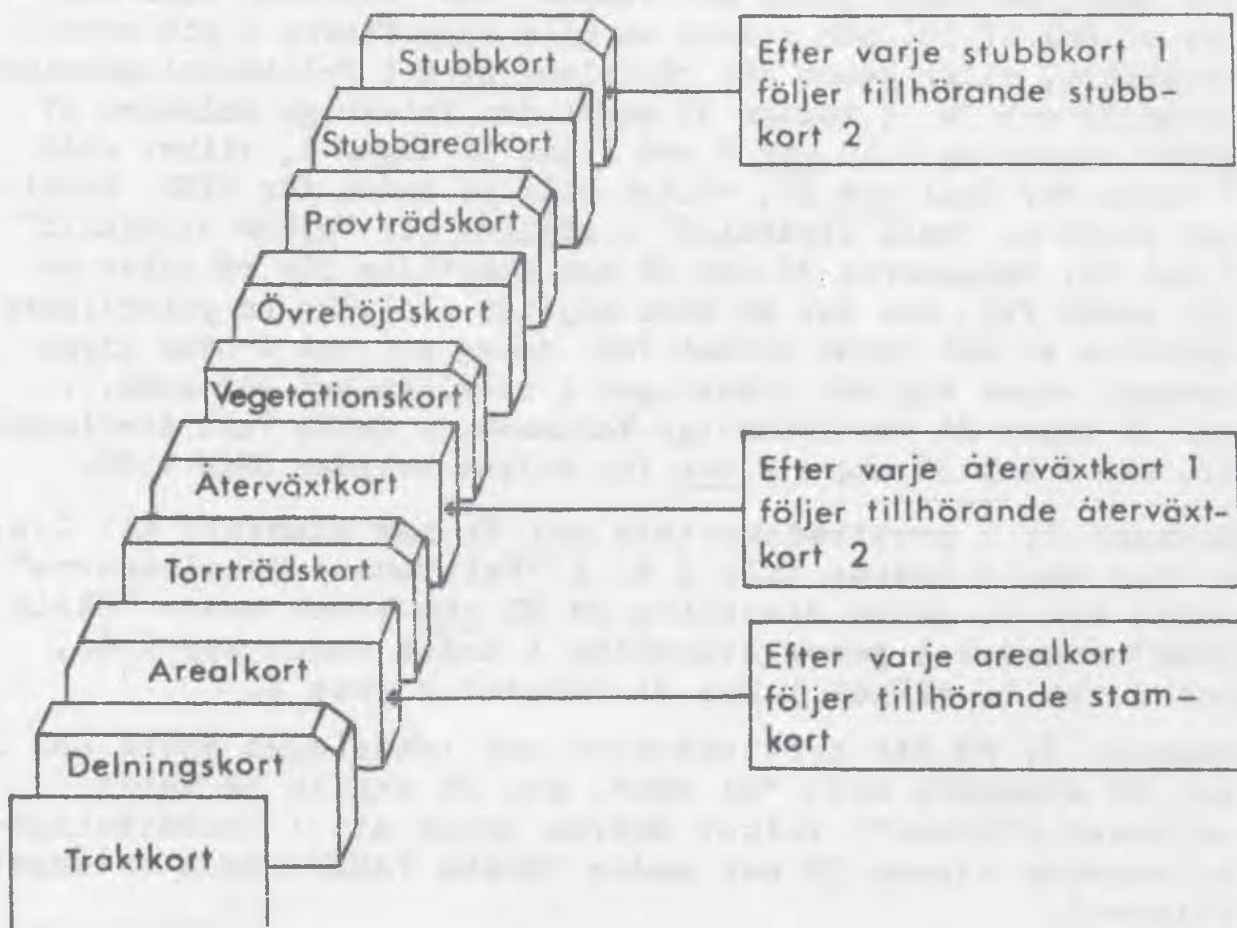 Stubbkort
Efter varje stubbkort 1
följer tillhörande stubb-
kort 2
Stubbarealkort
Provträdskort
Övrehöjdskort
Vegetationskort
Återväxtkort
Efter varje återväxtkort 1
följer tillhörande återväxt-
kort 2
Torrträdskort
Arealkort
Efter varje arealkort
följer tillhörande stam-
kort
Delningskort
Traktkort